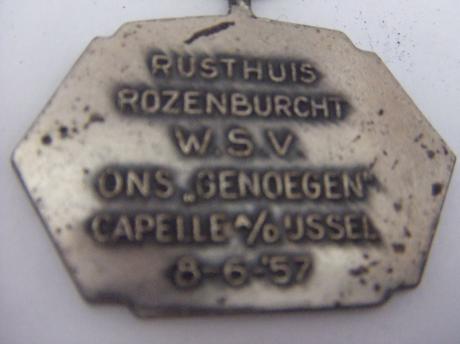 RUSTHUIS
ROZENBURCHT
W.S.V.
ONS „GENOEGEN"
CAPELLE A/D IJSSEL
8-6-'57